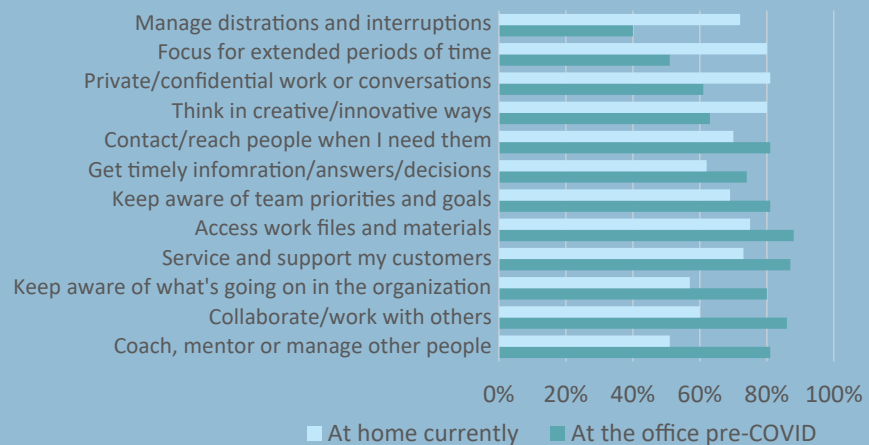 Manage distrations and interruptions
Focus for extended periods of time
Private/confidential work or conversations
Think in creative/innovative ways
Contact/reach people when I need them
Get timely infomration/answers/decisions
Keep aware of team priorities and goals
Access work files and materials
Service and support my customers
Keep aware of what's going on in the organization
Collaborate/work with others
Coach, mentor or manage other people
0% 20% 40% 60% 80% 100%
At home currently At the office pre-COVID